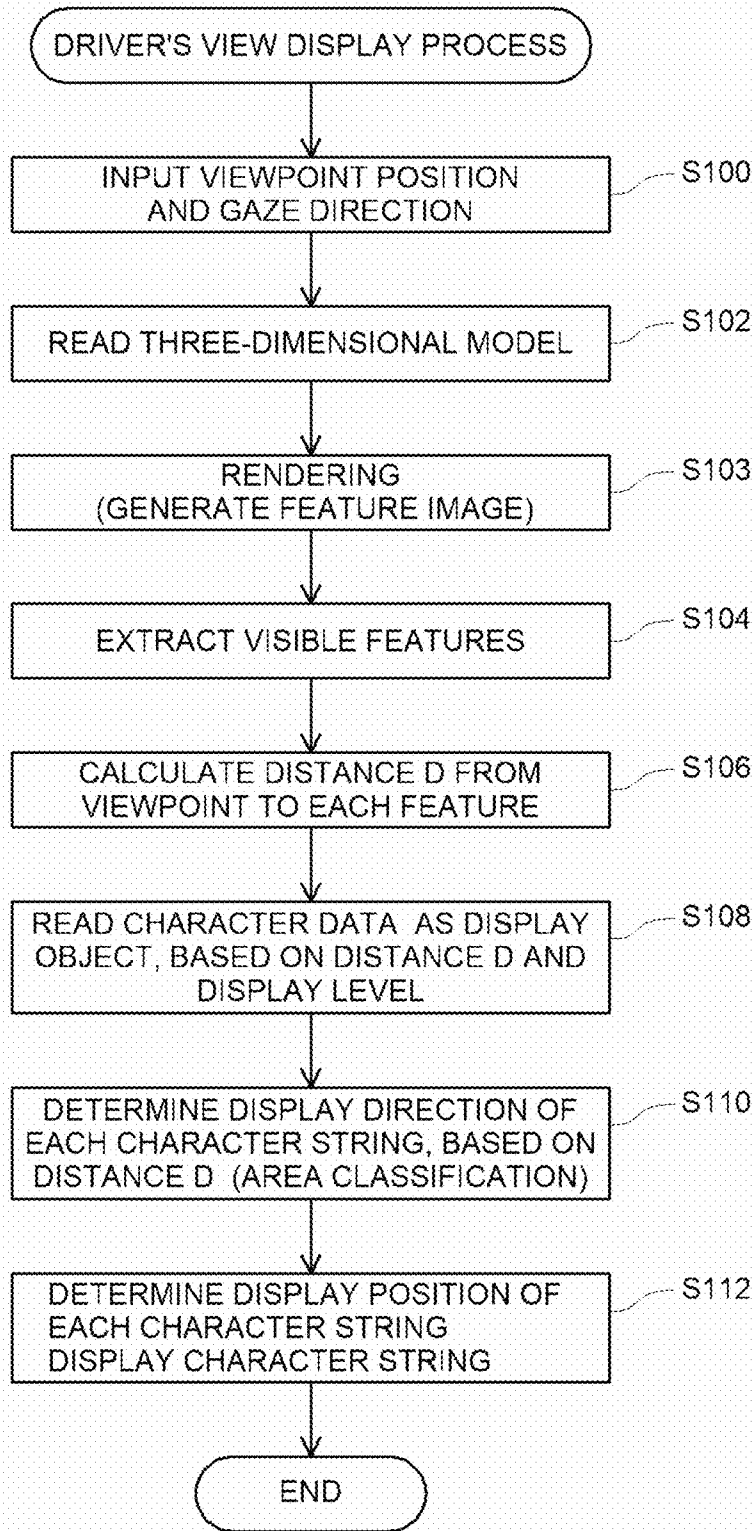 DRIVER'S VIEW DISPLAY PROCESS
INPUT VIEWPOINT POSITION
AND GAZE DIRECTION
S100
READ THREE-DIMENSIONAL MODEL
S102
RENDERING
(GENERATE FEATURE IMAGE)
S103
EXTRACT VISIBLE FEATURES
S104
CALCULATE DISTANCE D FROM
VIEWPOINT TO EACH FEATURE
S106
READ CHARACTER DATA AS DISPLAY
OBJECT, BASED ON DISTANCE D AND
DISPLAY LEVEL
S108
DETERMINE DISPLAY DIRECTION OF
EACH CHARACTER STRING, BASED ON
DISTANCE D (AREA CLASSIFICATION)
S110
DETERMINE DISPLAY POSITION OF
EACH CHARACTER STRING
DISPLAY CHARACTER STRING
S112
END